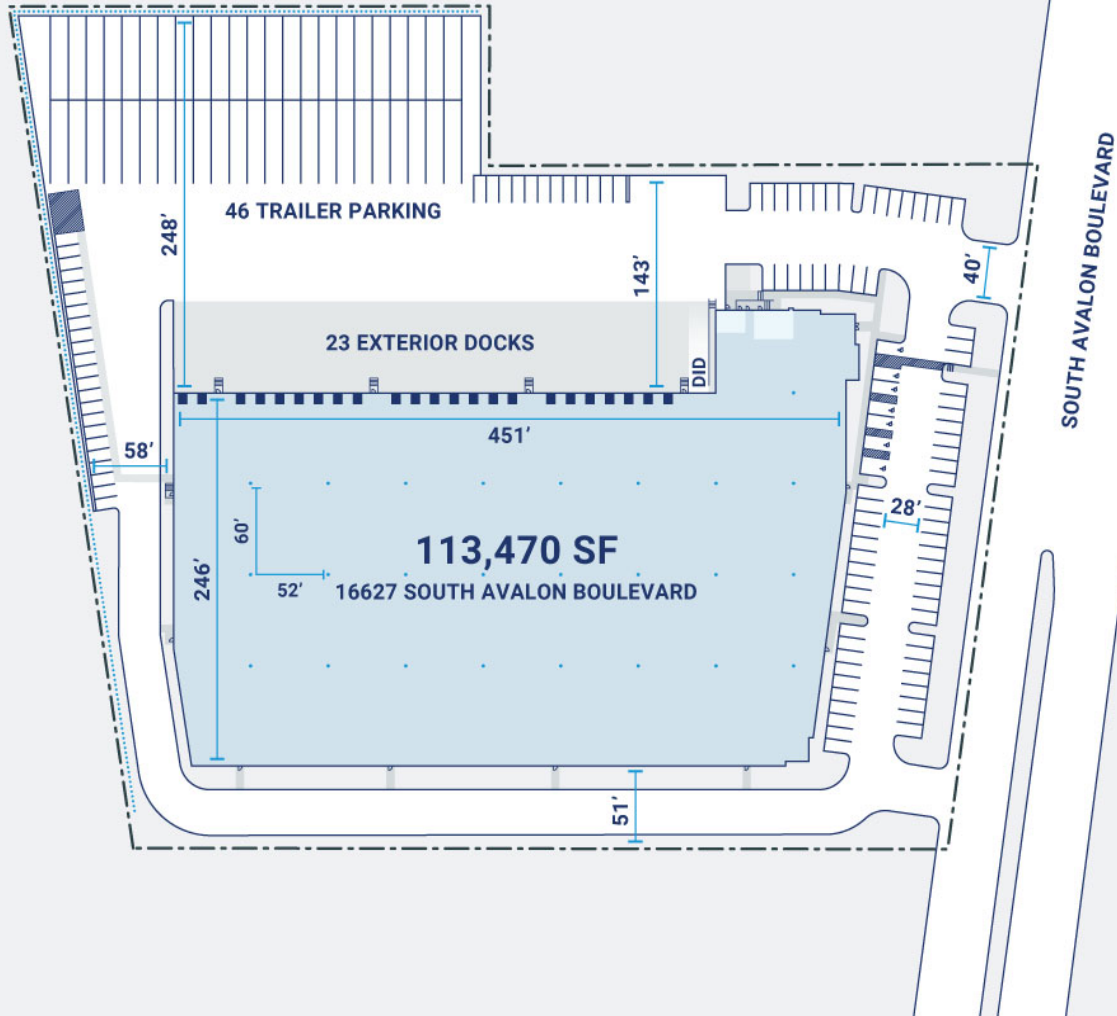 46 TRAILER PARKING
248'
143'
40'
SOUTH AVALON BOULEVARD
23 EXTERIOR DOCKS
DID
451'
58'
28'
60'
113,470 SF
246'
52'
16627 SOUTH AVALON BOULEVARD
51'